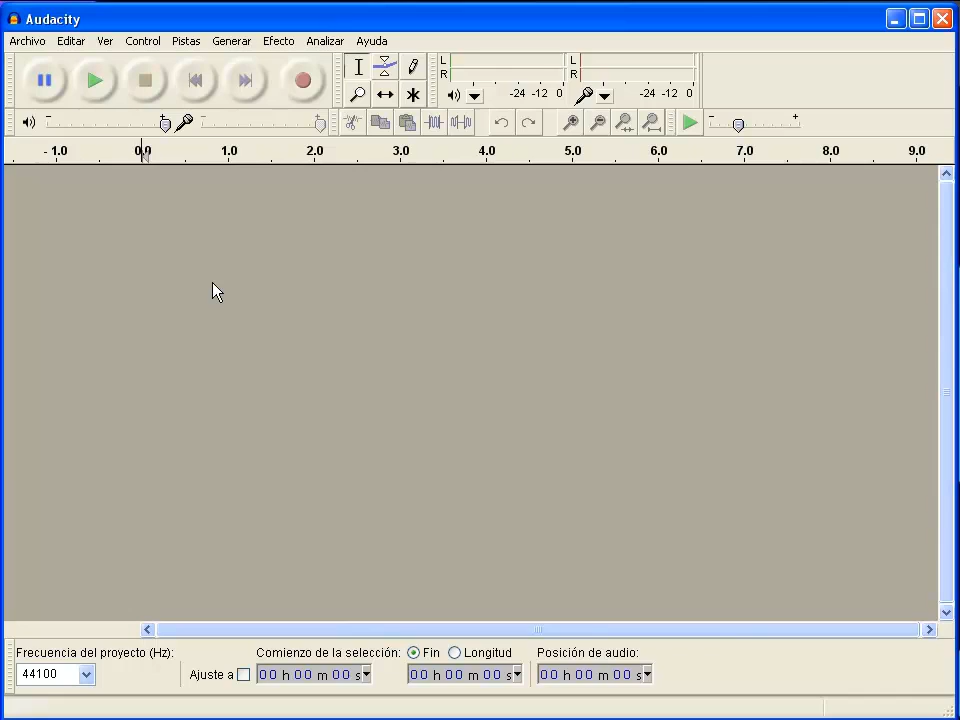 Audacity
Archivo Editar Ver Control Pistas Generar Efecto Analizar Ayuda
L L
R R
-24 -12 0 -24 -12 0
- 1.0 0.0 1.0 2.0 3.0 4.0 5.0 6.0 7.0 8.0 9.0
Frecuencia del proyecto (Hz): Comienzo de la selección: Fin Longitud Posición de audio:
44100 Ajuste a 00 h 00 m 00 s 00 h 00 m 00 s 00 h 00 m 00 s